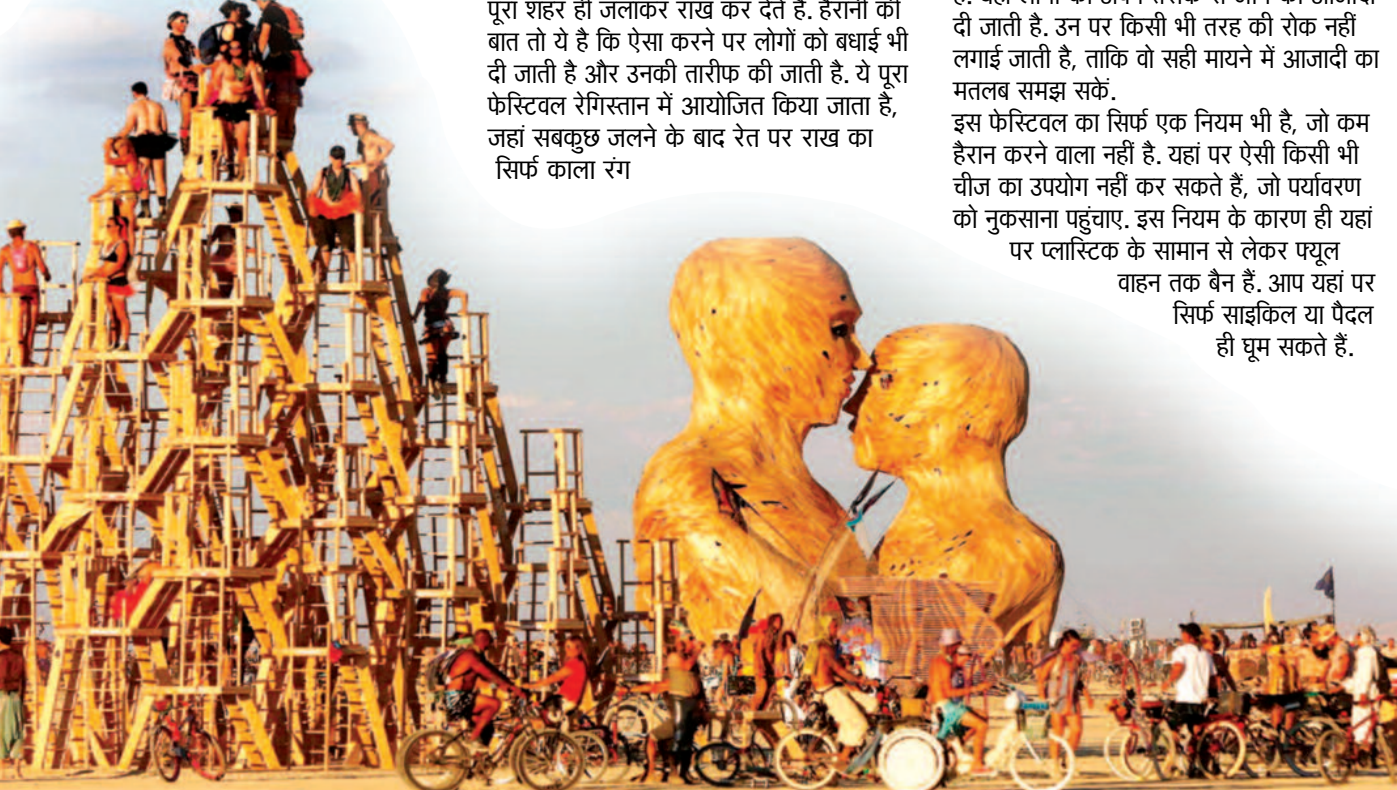 पूरा शहर ही जलाकर राख कर देते हैं. हैरानी की
बात तो ये है कि ऐसा करने पर लोगों को बधाई भी
दी जाती है और उनकी तारीफ की जाती है. ये पूरा
फेस्टिवल रेगिस्तान में आयोजित किया जाता है,
जहां सबकुछ जलने के बाद रेत पर राख का
सिर्फ काला रंग
दी जाती है. उन पर किसी भी तरह की रोक नहीं
लगाई जाती है, ताकि वो सही मायने में आजादी का
मतलब समझ सकें.
इस फेस्टिवल का सिर्फ एक नियम भी है, जो कम
हैरान करने वाला नहीं है. यहां पर ऐसी किसी भी
चीज का उपयोग नहीं कर सकते हैं, जो पर्यावरण
को नुकसाना पहुंचाए. इस नियम के कारण ही यहां
पर प्लास्टिक के सामान से लेकर फ्यूल
वाहन तक बैन हैं. आप यहां पर
सिर्फ साइकिल या पैदल
ही घूम सकते हैं.